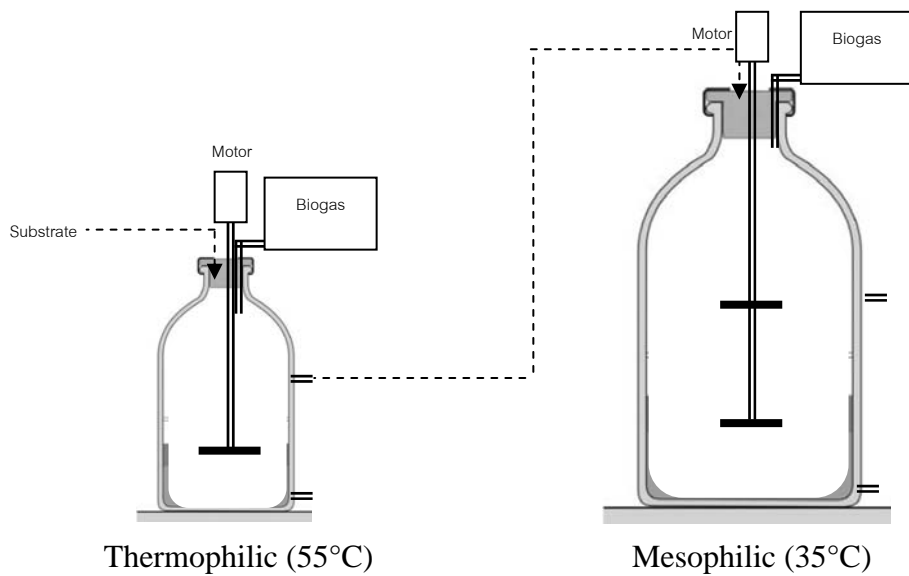 Motor
Biogas
Motor
Biogas
Substrate
Thermophilic (55°C)
Mesophilic (35°C)